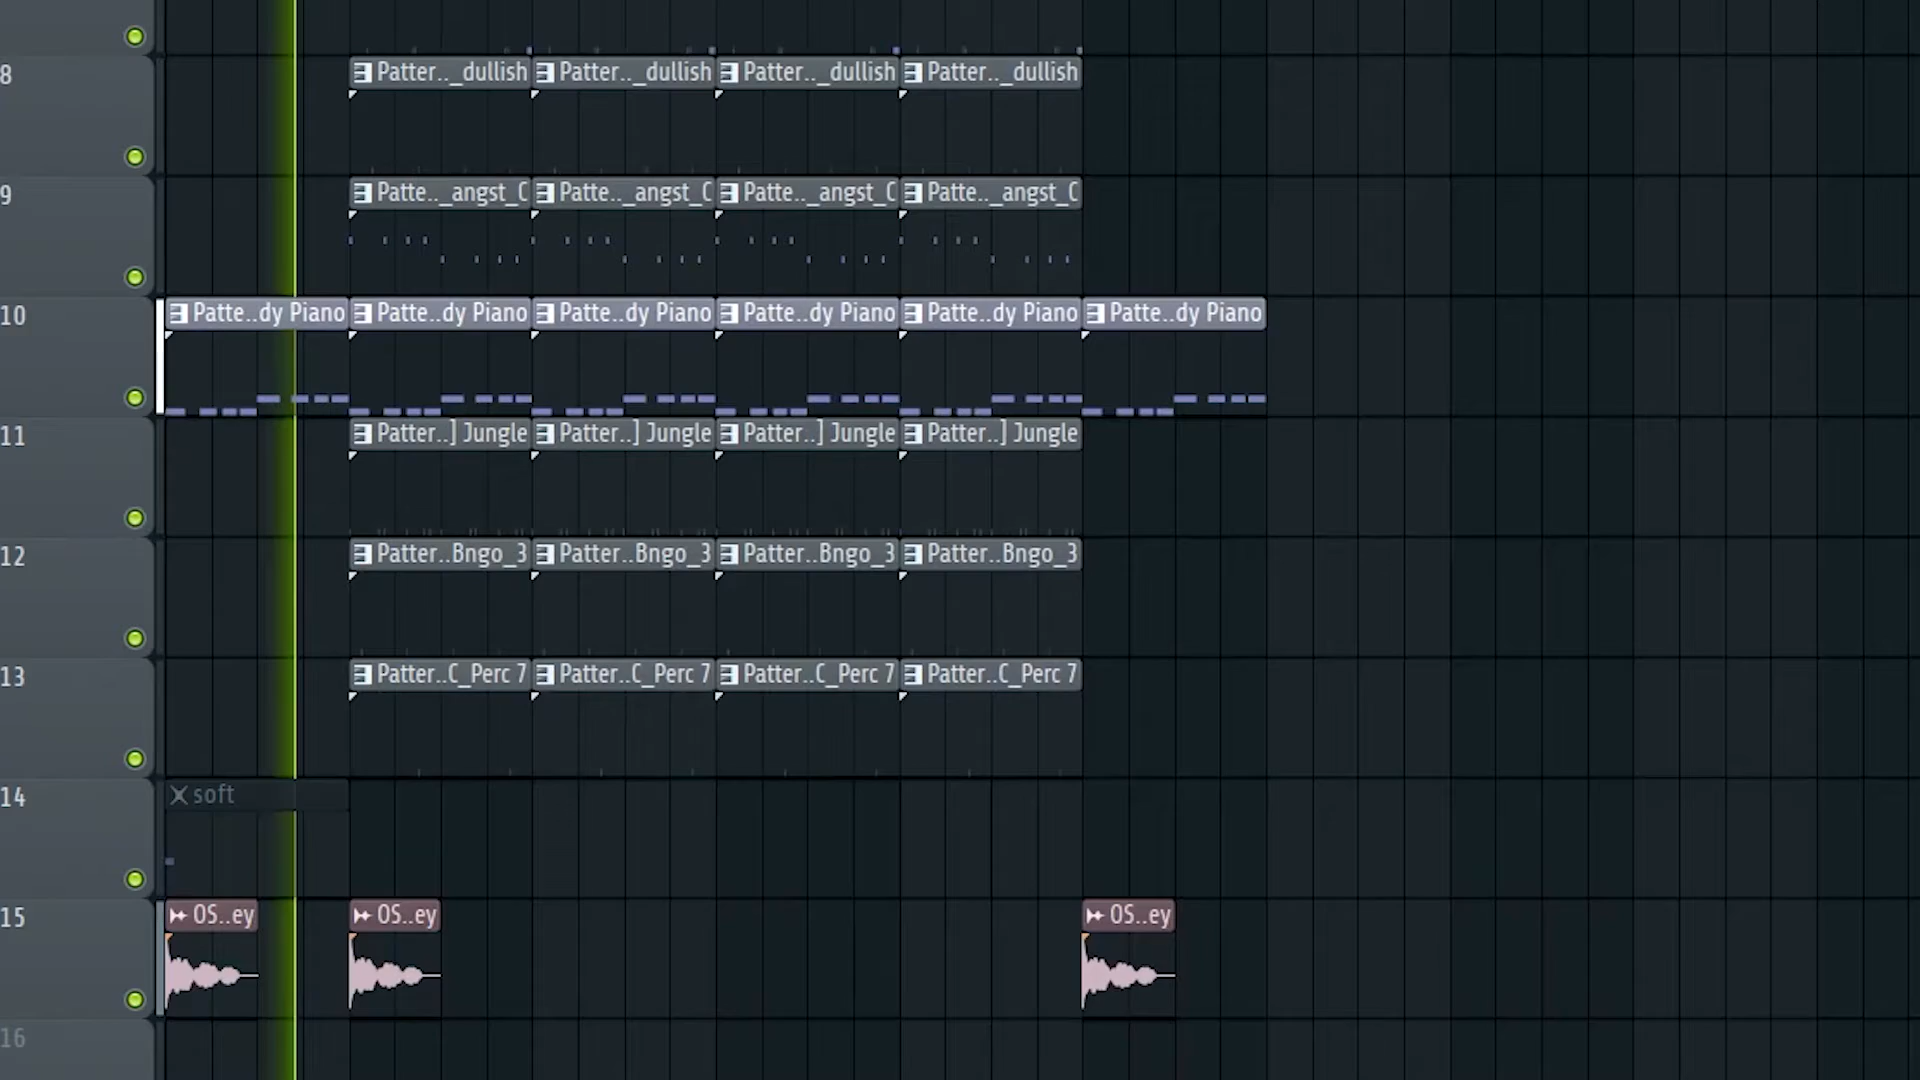 8 Patter.._dullish Patter.._dullish Patter.._dullish Patter.._dullish
9 Patte.._angst_C Patte.._angst_C Patte.._angst_C Patte.._angst_C
10 Patte..dy Piano Patte..dy Piano Patte..dy Piano Patte..dy Piano Patte..dy Piano Patte..dy Piano
11 Patter..] Jungle Patter..] Jungle Patter..] Jungle Patter..] Jungle
12 Patter..Bngo_3 Patter..Bngo_3 Patter..Bngo_3 Patter..Bngo_3
13 Patter..C_Perc 7 Patter..C_Perc 7 Patter..C_Perc 7 Patter..C_Perc 7
14 soft
15 OS..ey OS..ey OS..ey
16